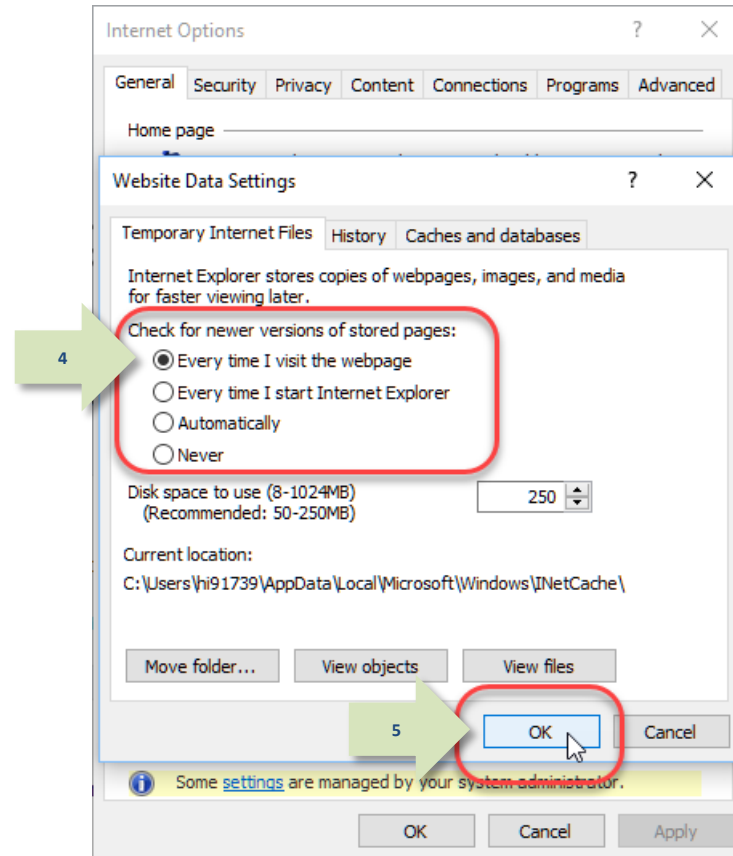 Internet Options
?
General Security Privacy Content Connections Programs Advanced
Home page
Website Data Settings
?
Temporary Internet Files History Caches and databases
Internet Explorer stores copies of webpages, images, and media
for faster viewing later.
Check for newer versions of stored pages:
4
Every time I visit the webpage
Every time I start Internet Explorer
Automatically
Never
Disk space to use (8-1024MB) 250
(Recommended: 50-250MB)
Current location:
C:\Users\hi91739\AppData\Local\Microsoft\Windows\INetCache\
Move folder... View objects View files
5
OK Cancel
Some settings are managed by your system administrator.
OK Cancel Apply